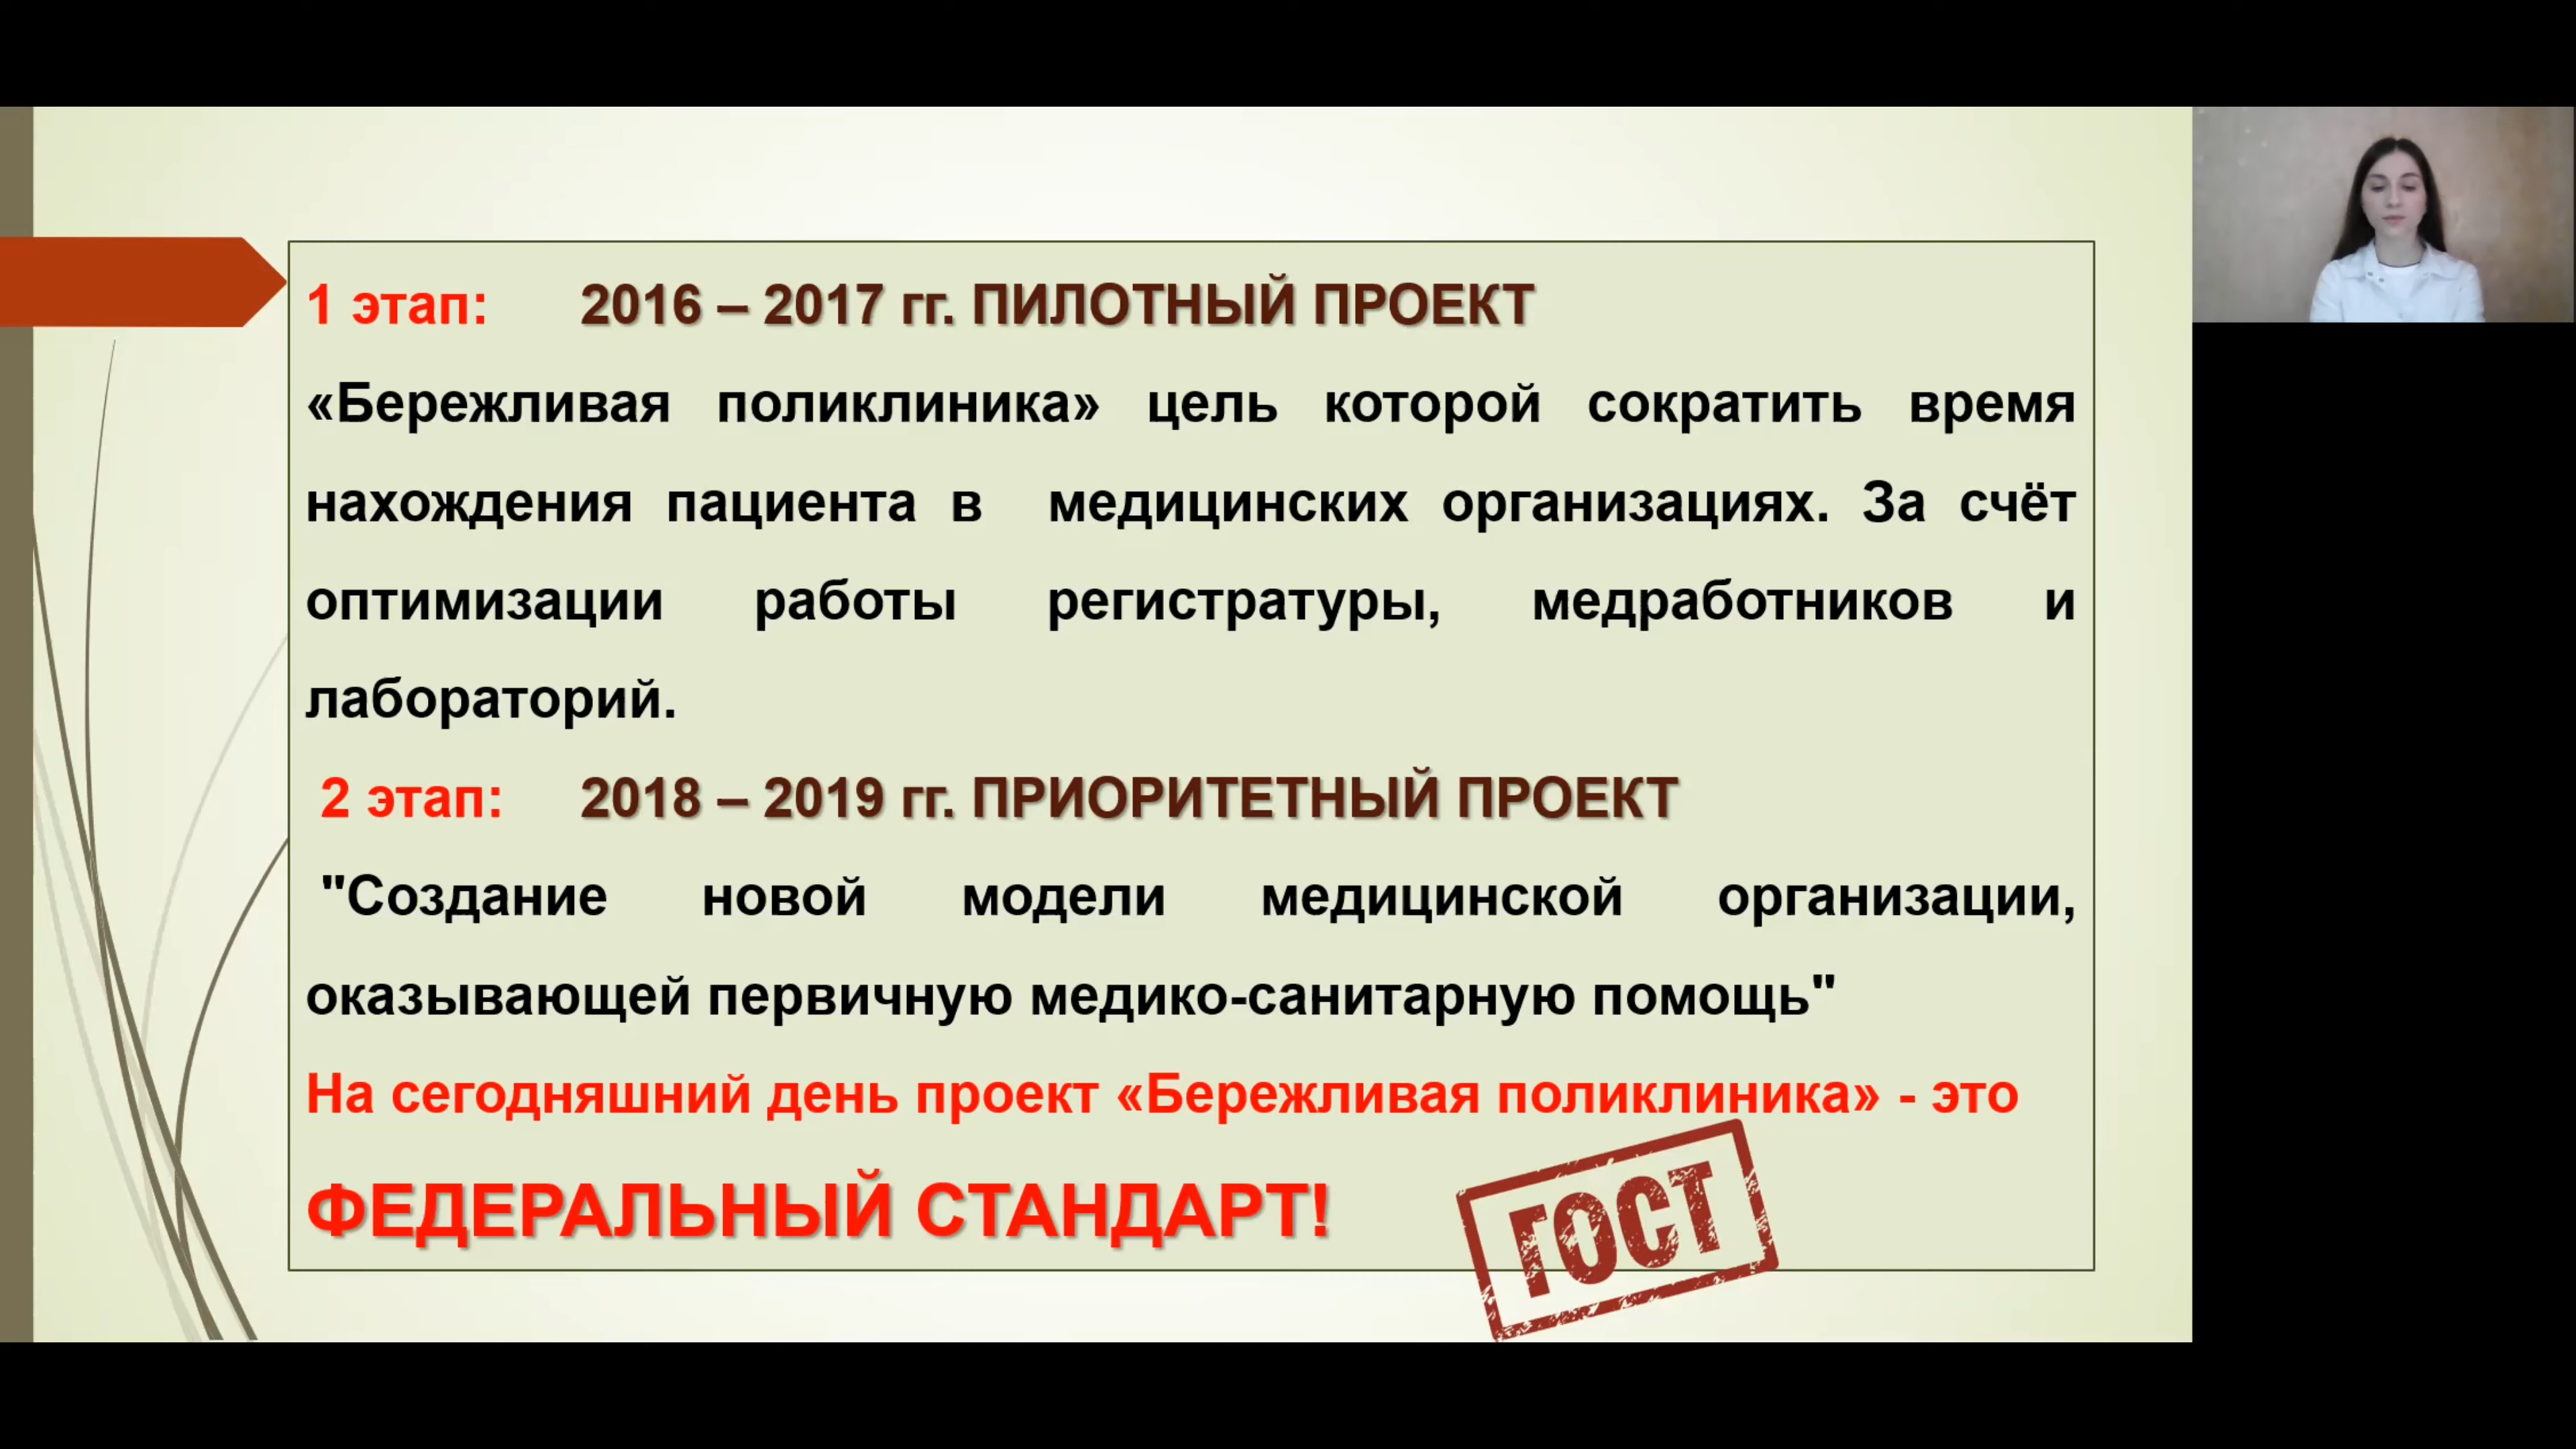 1 этап: 2016 – 2017 гг. ПИЛОТНЫЙ ПРОЕКТ
«Бережливая поликлиника» цель которой сократить время
нахождения пациента в медицинских организациях. За счёт
оптимизации работы регистратуры, медработников и
лабораторий.
2 этап: 2018 – 2019 гг. ПРИОРИТЕТНЫЙ ПРОЕКТ
"Создание новой модели медицинской организации,
оказывающей первичную медико-санитарную помощь"
На сегодняшний день проект «Бережливая поликлиника» - это
ФЕДЕРАЛЬНЫЙ СТАНДАРТ!
ГОСТ